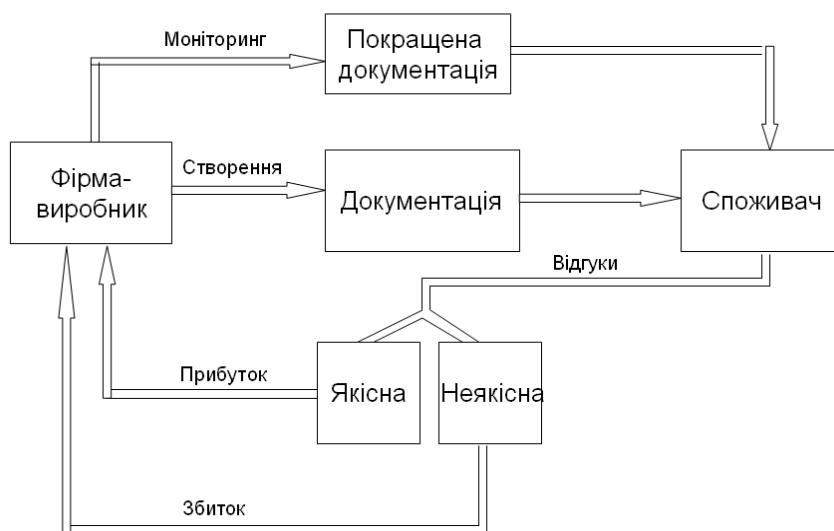 Моніторинг
Покращена
документація
Фірма-
виробник
Створення
Документація
Споживач
Відгуки
Прибуток
Якісна
Неякісна
Збиток